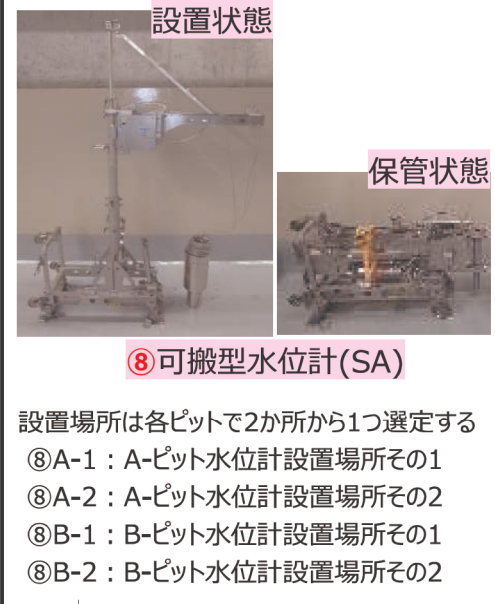 設置状態
保管状態
⑧可搬型水位計(SA)
設置場所は各ピットで2か所から1つ選定する
⑧A-1：A-ピット水位計設置場所その1
⑧A-2：A-ピット水位計設置場所その2
⑧B-1：B-ピット水位計設置場所その1
⑧B-2：B-ピット水位計設置場所その2